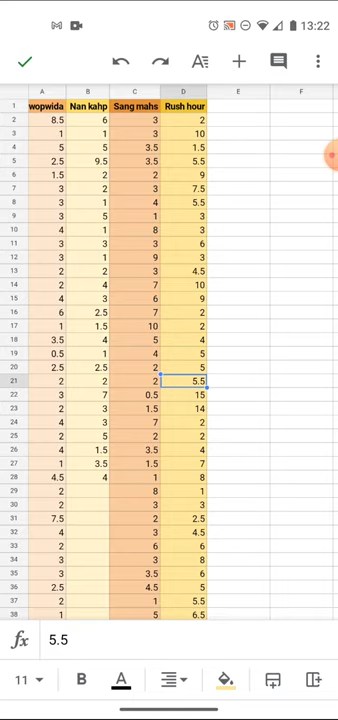 13:22
A B C D E F
1 wopwida Nan kahp Sang mahs Rush hour
2 8.5 6 3 2
3 1 1 3 10
4 5 5 3.5 1.5
5 2.5 9.5 3.5 5.5
6 1.5 2 2 9
7 3 2 3 7.5
8 3 1 4 5.5
9 3 5 1 3
10 4 1 8 3
11 3 3 3 6
12 3 1 9 3
13 2 2 3 4.5
14 2 4 7 10
15 4 3 6 9
16 6 2.5 7 2
17 1 1.5 10 2
18 3.5 4 5 4
19 0.5 1 4 5
20 2.5 2.5 2 5
21 2 2 2 5.5
22 3 7 0.5 15
23 2 3 1.5 14
24 4 3 7 2
25 2 5 2 2
26 4 1.5 3.5 4
27 1 3.5 1.5 7
28 4.5 4 1 8
29 2 8 1
30 2 3 3
31 7.5 2 2.5
32 4 3 4.5
33 2 6 6
34 3 3 8
35 3 3.5 6
36 2.5 4.5 5
37 2 1 5.5
38 1 5 6.5
fx 5.5
11 B A